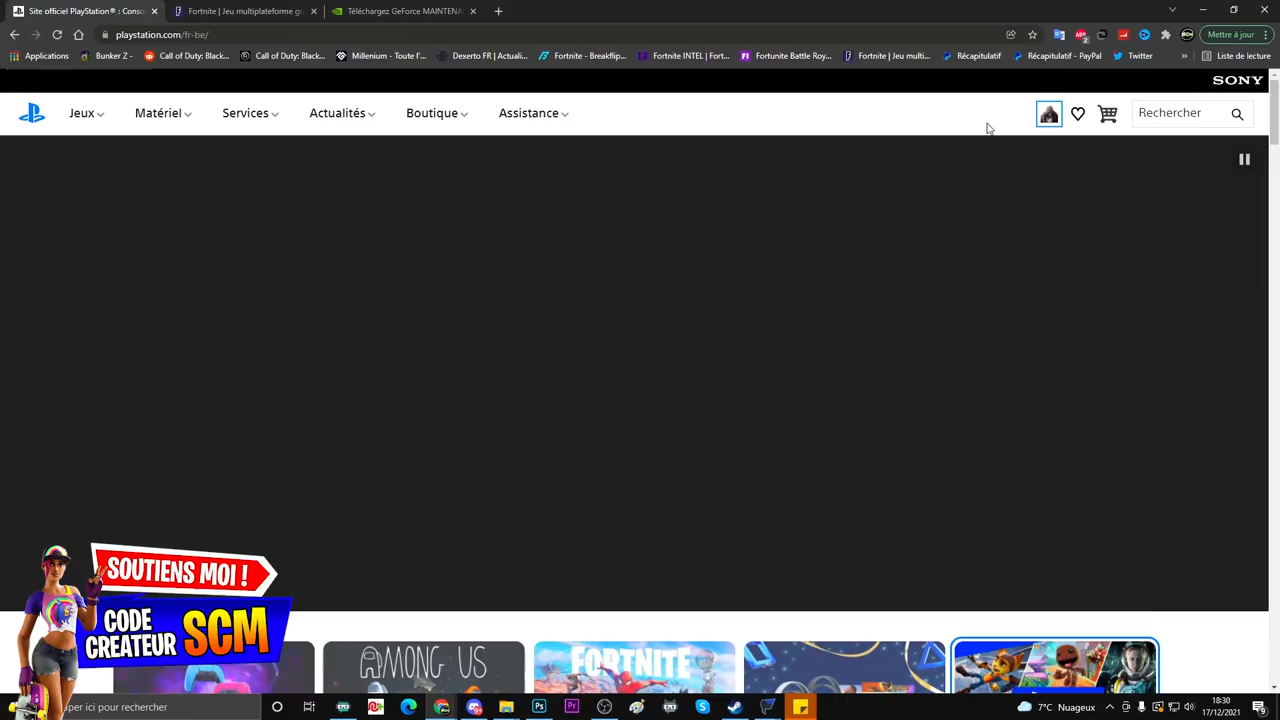 Site officiel PlayStation® : Cons
Fortnite | Jeu multiplateforme gr
Téléchargez GeForce MAINTENA
playstation.com/fr-be/
Mettre à jour
Applications
Bunker Z -
Call of Duty: Black...
Call of Duty: Black...
Millenium - Toute l'...
Dexerto FR | Actuali...
Fortnite - Breakflip...
Fortnite INTEL | Fort...
Fortunite Battle Roy...
Fortnite | Jeu multi...
Récapitulatif
Récapitulatif - PayPal
Twitter
»
Liste de lecture
SONY
Jeux
Matériel
Services
Actualités
Boutique
Assistance
Rechercher
SOUTIENS MOI !
CODE
CREATEUR SCM
AMONG US
FORTNITE
per ici pour rechercher
7°C Nuageux
18:30
17/12/2021